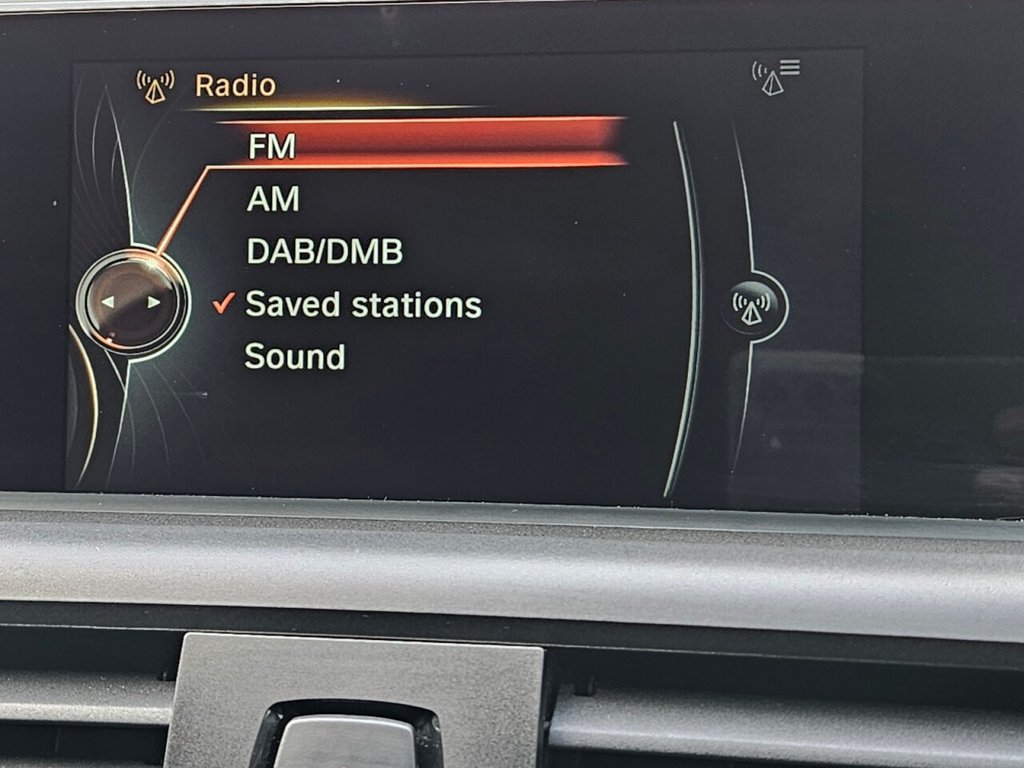 Radio
FM
AM
DAB/DMB
Saved stations
Sound